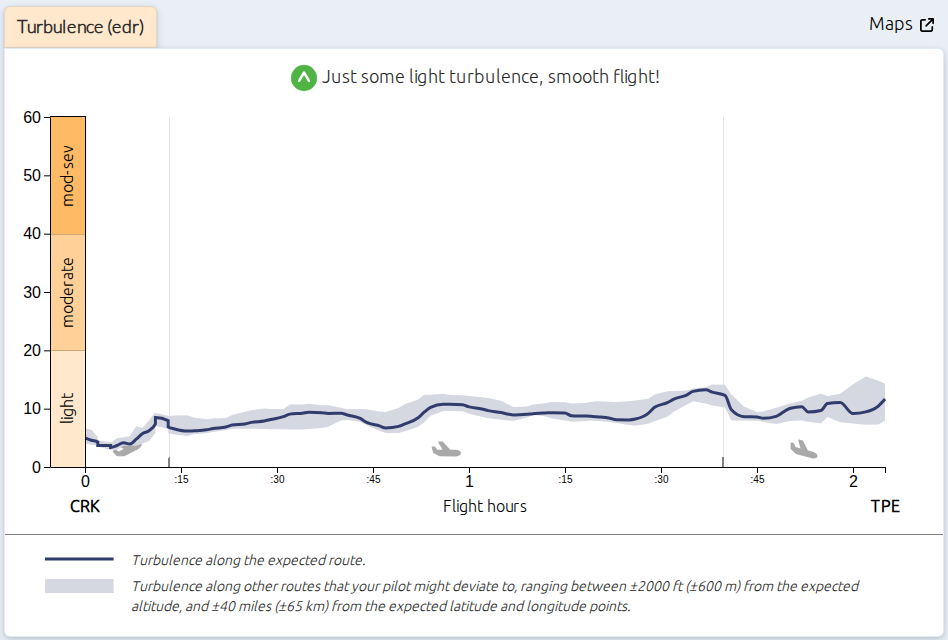 Turbulence (edr)
Maps
Just some light turbulence, smooth flight!
60
50
40
30
20
10
0
mod-sev
moderate
light
0 :15 :30 :45 1 :15 :30 :45 2
CRK Flight hours TPE
Turbulence along the expected route.
Turbulence along other routes that your pilot might deviate to, ranging between ±2000 ft (±600 m) from the expected
altitude, and ±40 miles (±65 km) from the expected latitude and longitude points.